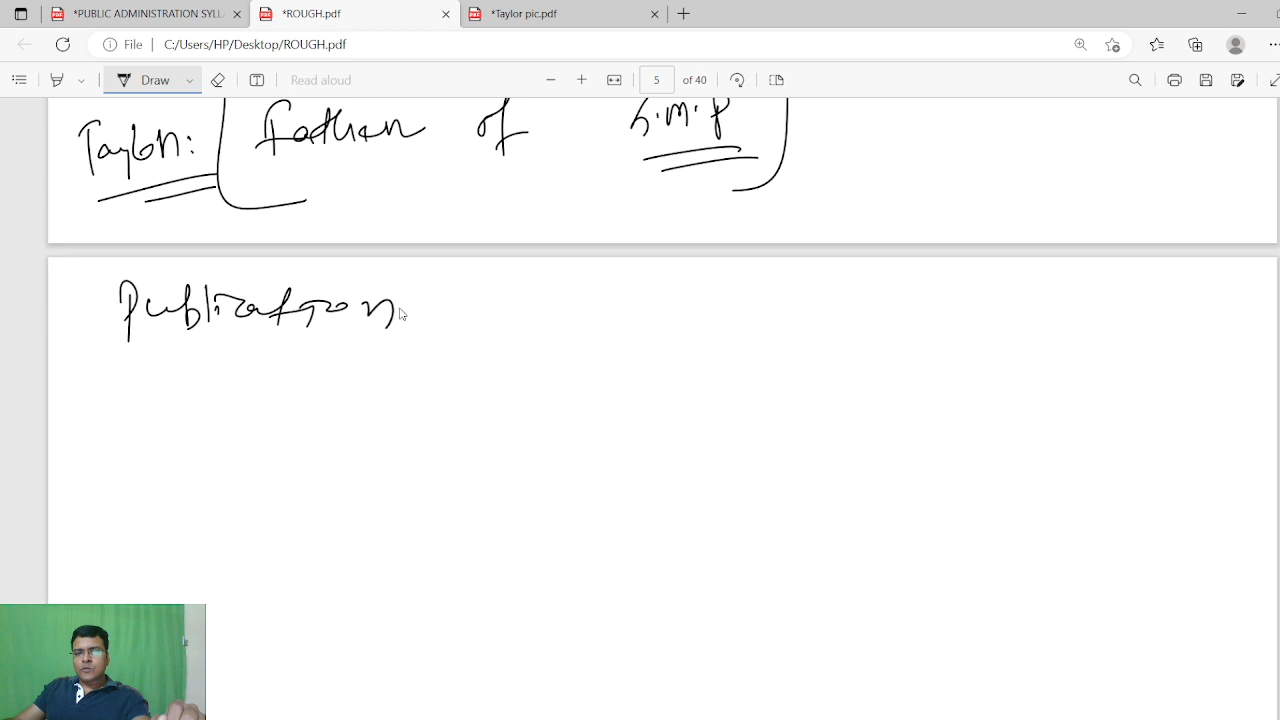 *PUBLIC ADMINISTRATION SYLLA
*ROUGH.pdf
*Taylor pic.pdf
File
C:/Users/HP/Desktop/ROUGH.pdf
Draw
Read aloud
5 of 40
Taylor: Father of S.M.P
Publication